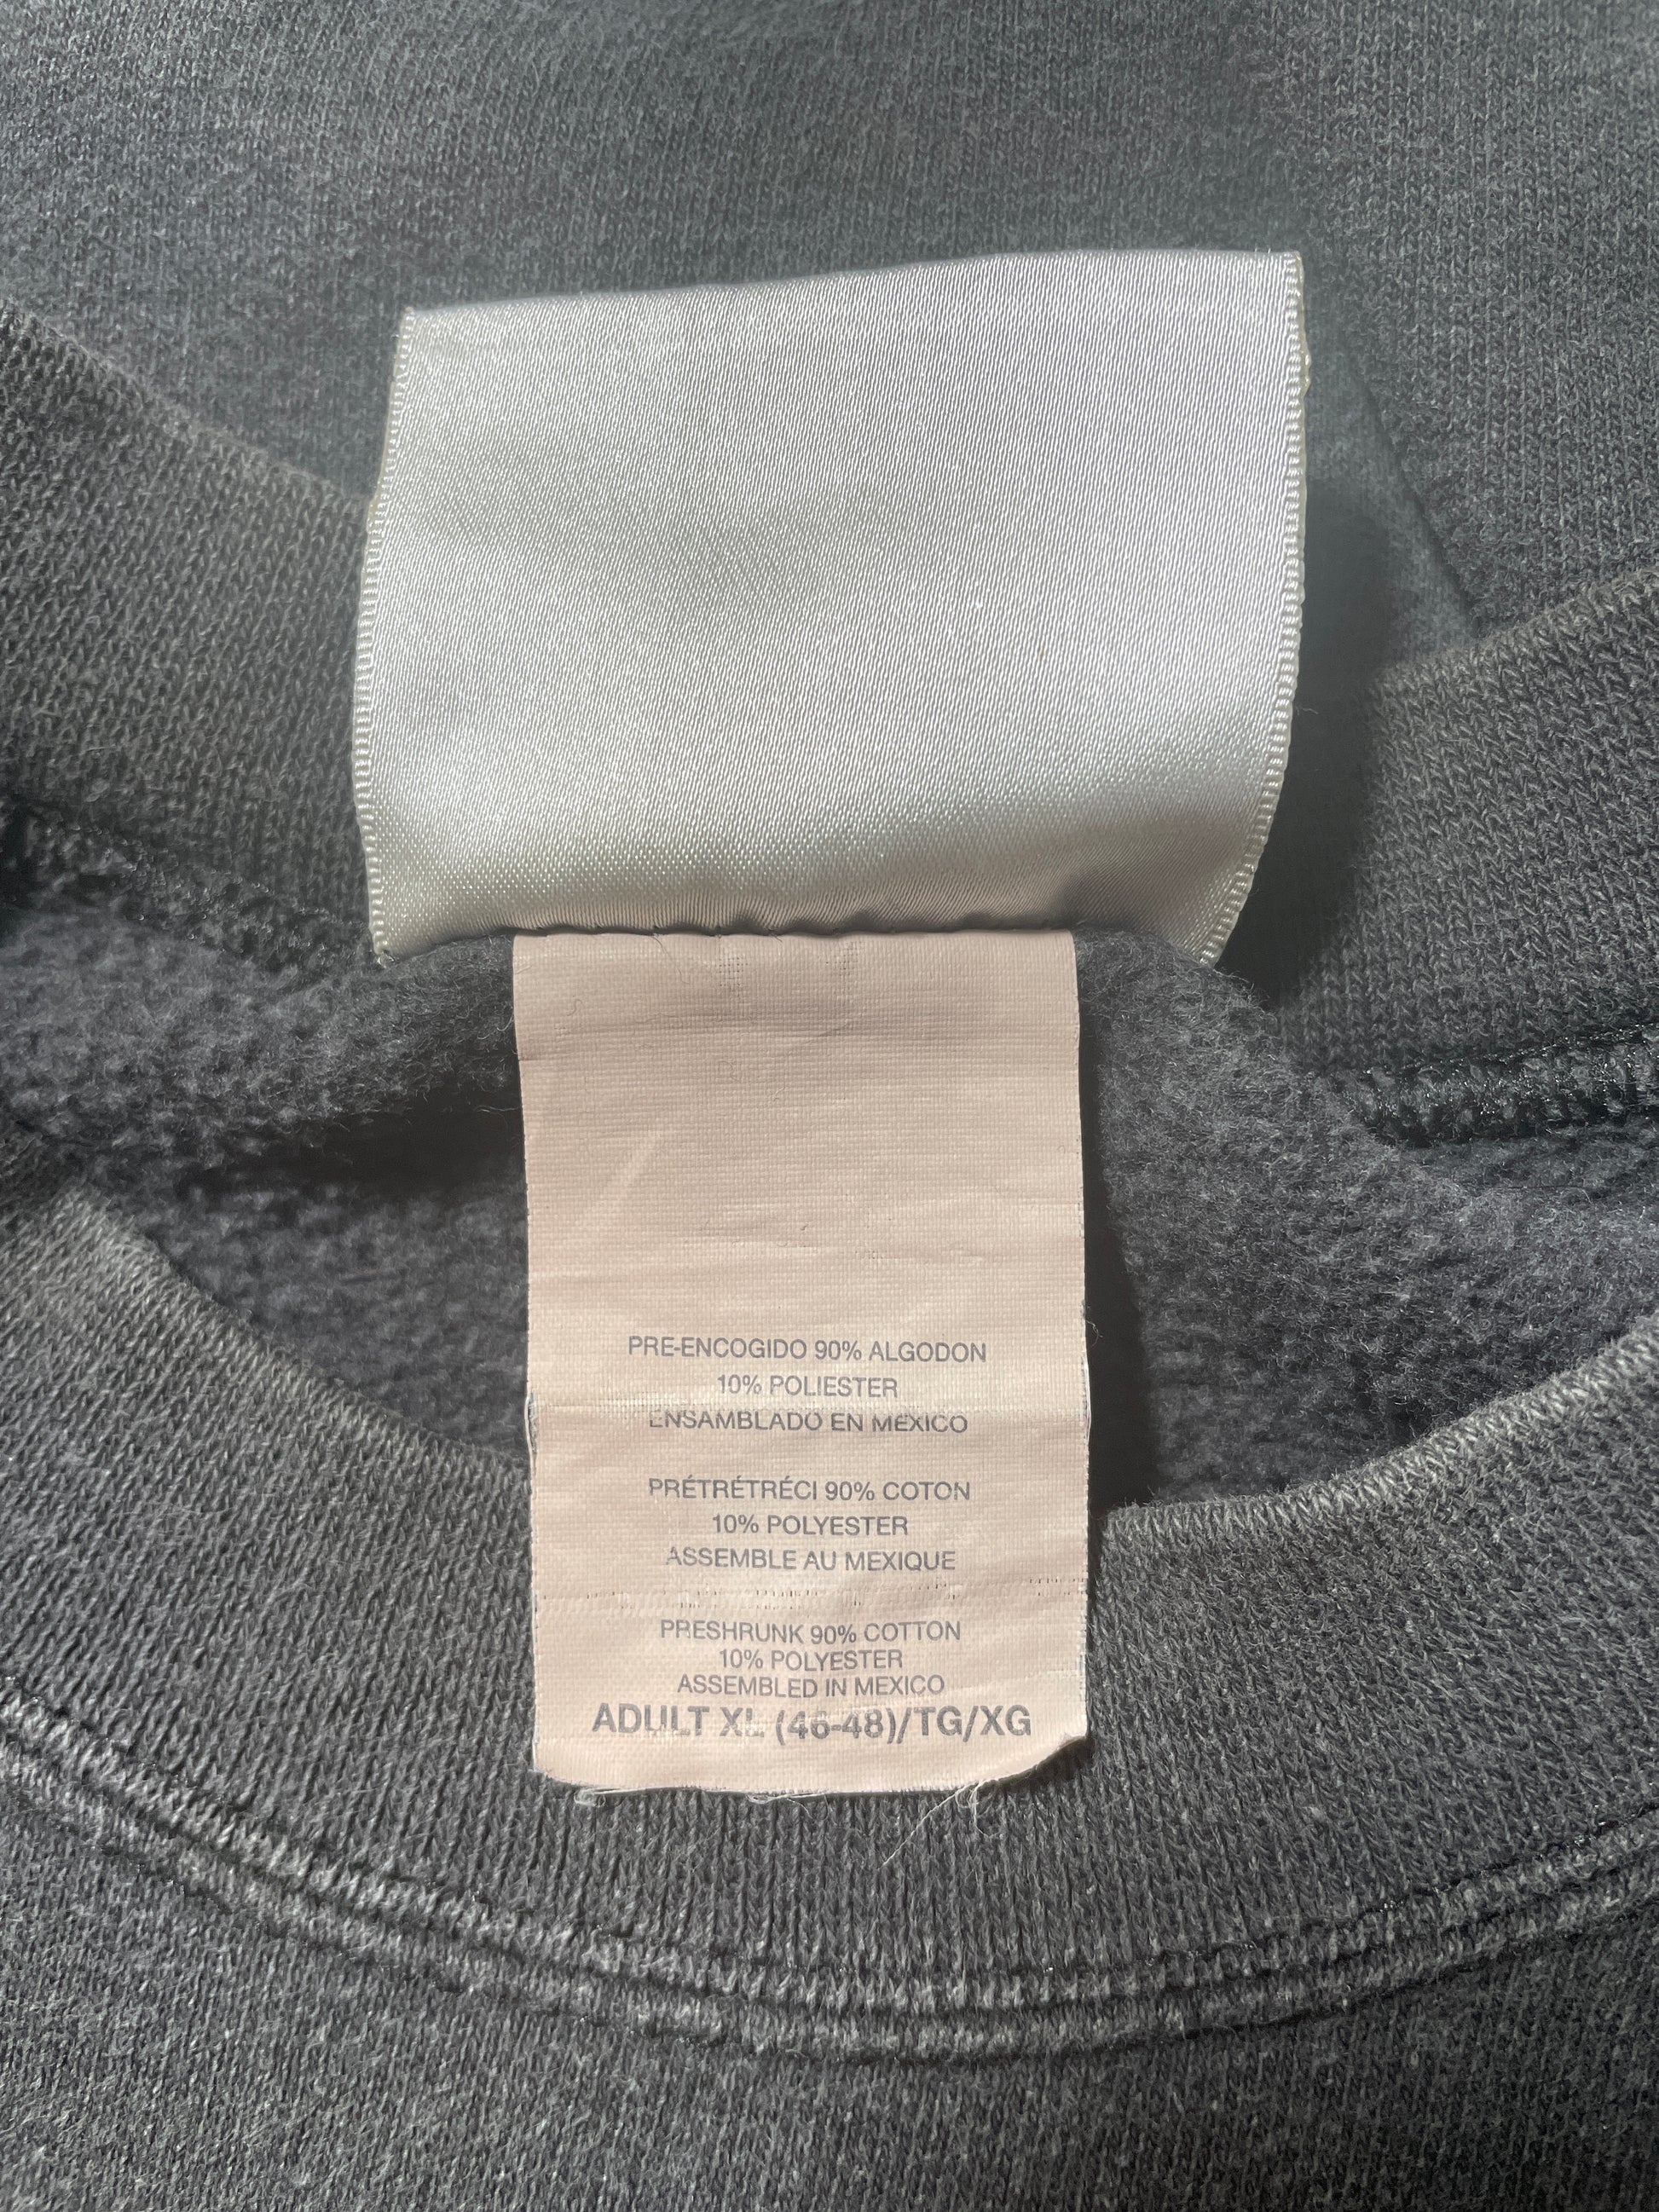 PRE-ENCOGIDO 90% ALGODON
10% POLIESTER
ENSAMBLADO EN MEXICO
PRÉTRÉTRÉCI 90% COTON
10% POLYESTER
ASSEMBLE AU MEXIQUE
PRESHRUNK 90% COTTON
10% POLYESTER
ASSEMBLED IN MEXICO
ADULT XL (46-48)/TG/XG